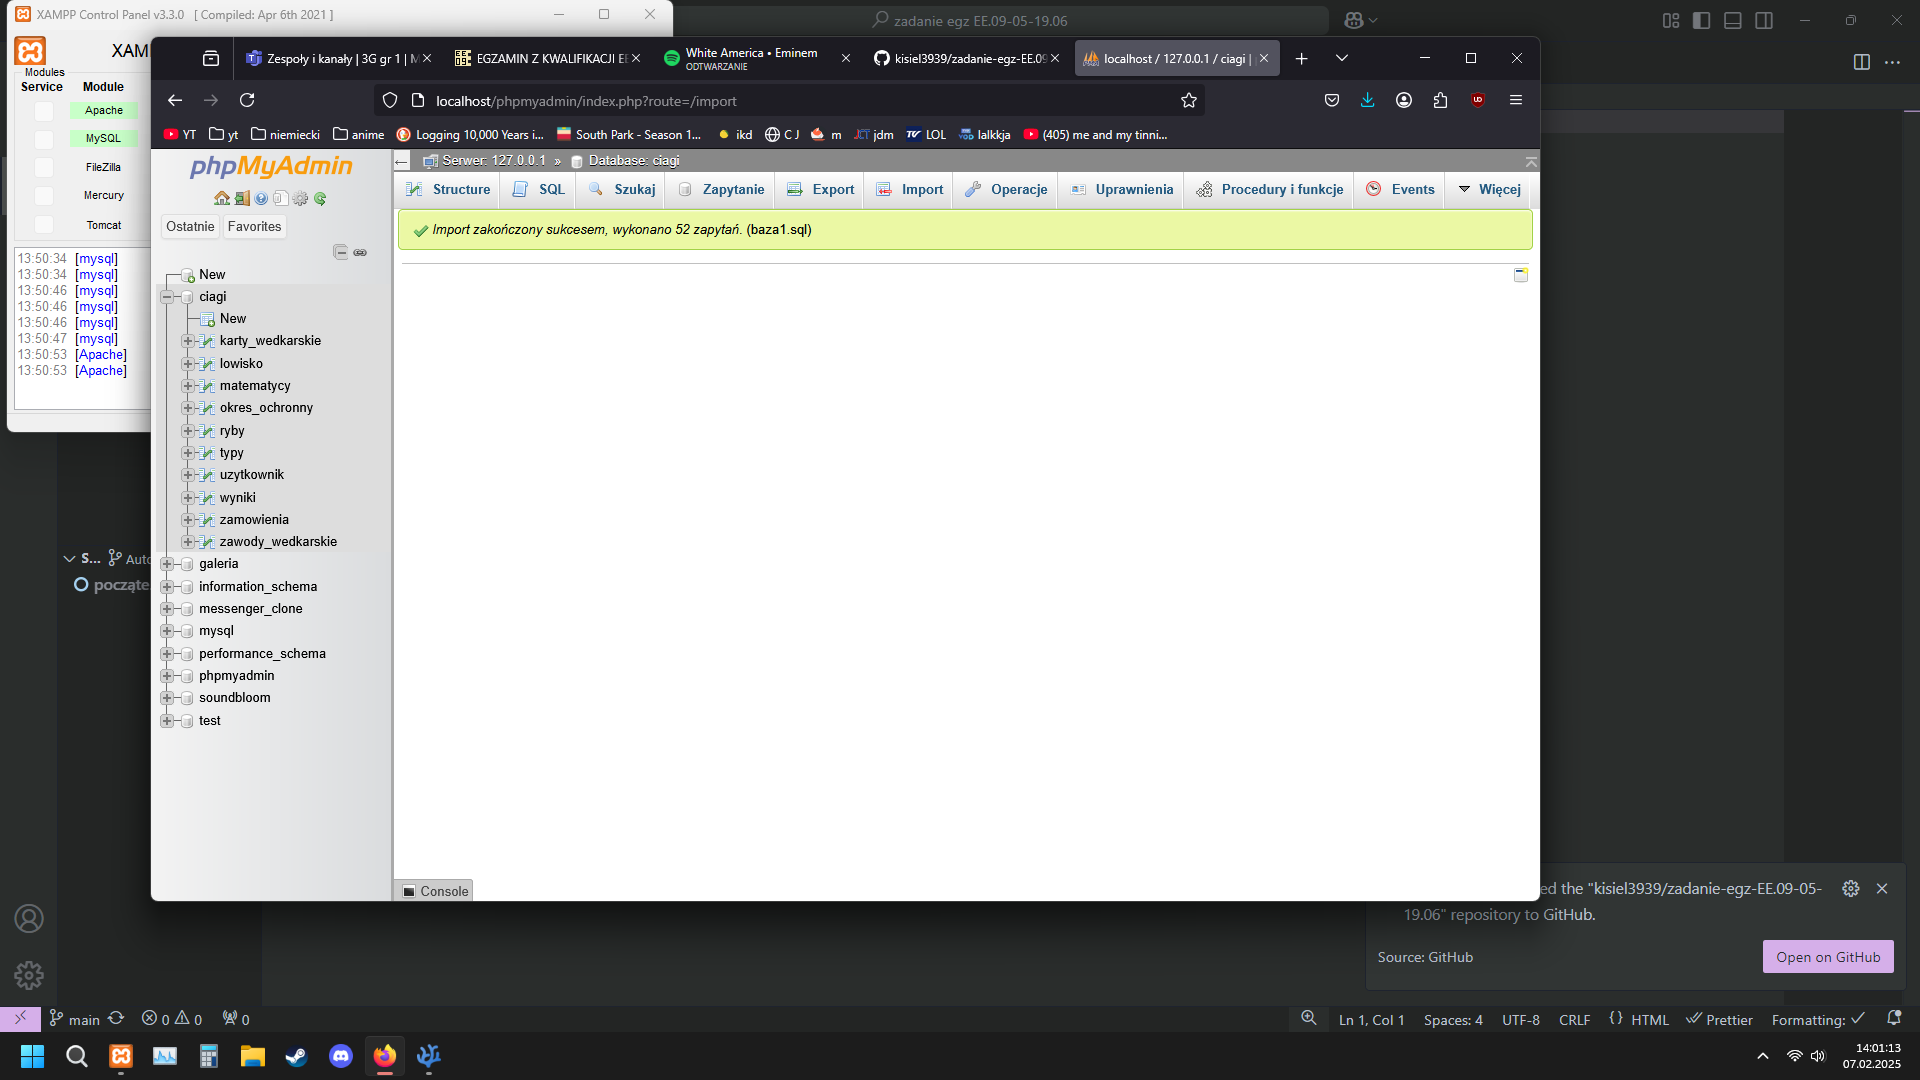 XAMPP Control Panel v3.3.0 [ Compiled: Apr 6th 2021 ]
zadanie egz EE.09-05-19.06
XAM
Modules
Service Module
Apache
MySQL
FileZilla
Mercury
Tomcat
13:50:34 [mysql]
13:50:34 [mysql]
13:50:46 [mysql]
13:50:46 [mysql]
13:50:46 [mysql]
13:50:47 [mysql]
13:50:53 [Apache]
13:50:53 [Apache]
Zespoły i kanały | 3G gr 1 | M
EGZAMIN Z KWALIFIKACJI EE
White America • Eminem
ODTWARZANIE
kisiel3939/zadanie-egz-EE.09
localhost / 127.0.0.1 / ciagi |
localhost/phpmyadmin/index.php?route=/import
YT yt niemiecki anime Logging 10,000 Years i... South Park - Season 1... ikd C J m jdm LOL lalkkja (405) me and my tinni...
phpMyAdmin
Ostatnie Favorites
New
ciagi
New
karty_wedkarskie
lowisko
matematycy
okres_ochronny
ryby
typy
uzytkownik
wyniki
zamowienia
zawody_wedkarskie
galeria
information_schema
messenger_clone
mysql
performance_schema
phpmyadmin
soundbloom
test
Serwer: 127.0.0.1 » Database: ciagi
Structure SQL Szukaj Zapytanie Export Import Operacje Uprawnienia Procedury i funkcje Events Więcej
Import zakończony sukcesem, wykonano 52 zapytań. (baza1.sql)
Console
S... Auto
począte
ed the "kisiel3939/zadanie-egz-EE.09-05-
19.06" repository to GitHub.
Source: GitHub
Open on GitHub
main 0 0 0
Ln 1, Col 1 Spaces: 4 UTF-8 CRLF {} HTML Prettier Formatting:
14:01:13
07.02.2025